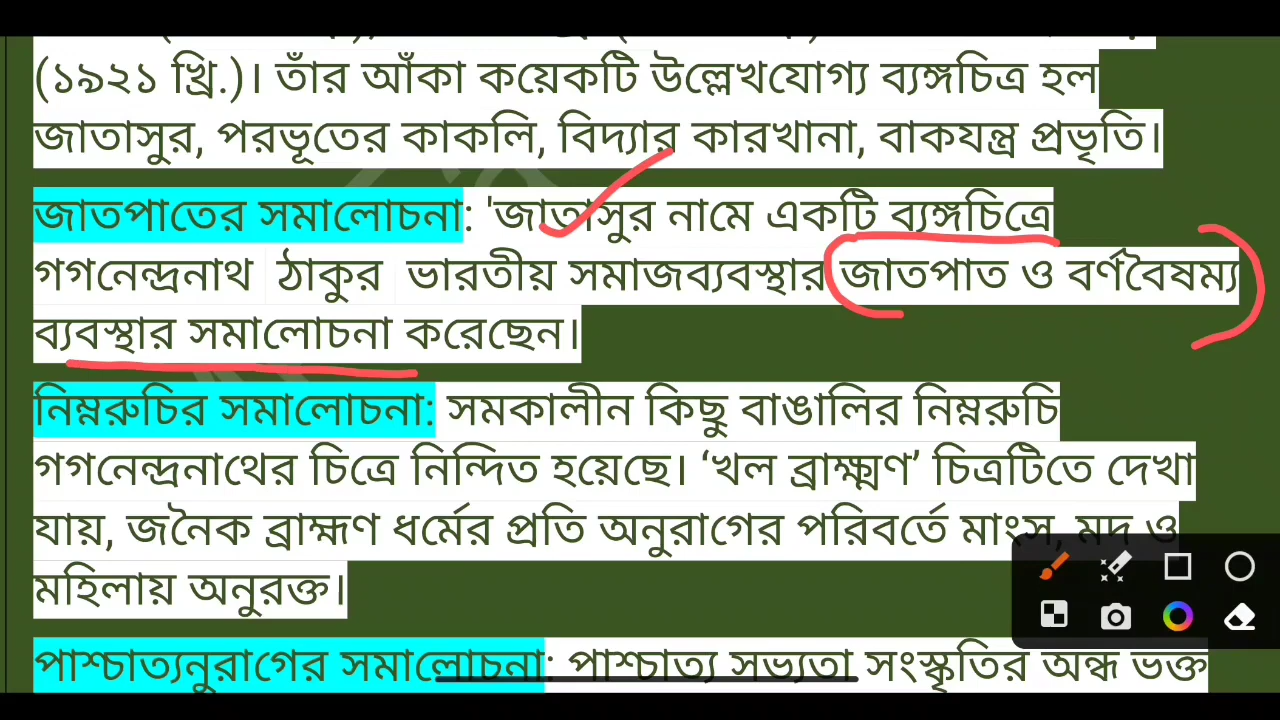 (১৯২১ খ্রি.)। তাঁর আঁকা কয়েকটি উল্লেখযোগ্য ব্যঙ্গচিত্র হল
জাতাসুর, পরভূতের কাকলি, বিদ্যার কারখানা, বাকযন্ত্র প্রভৃতি।
জাতপাতের সমালোচনা: 'জাতাসুর নামে একটি ব্যঙ্গচিত্রে
গগনেন্দ্রনাথ ঠাকুর ভারতীয় সমাজব্যবস্থার জাতপাত ও বর্ণবৈষম্য
ব্যবস্থার সমালোচনা করেছেন।
নিম্নরুচির সমালোচনা: সমকালীন কিছু বাঙালির নিম্নরুচি
গগনেন্দ্রনাথের চিত্রে নিন্দিত হয়েছে। ‘খল ব্রাক্ষ্মণ’ চিত্রটিতে দেখা
যায়, জনৈক ব্রাহ্মণ ধর্মের প্রতি অনুরাগের পরিবর্তে মাংস, মদ ও
মহিলায় অনুরক্ত।
পাশ্চাত্যনুরাগের সমালোচনা: পাশ্চাত্য সভ্যতা সংস্কৃতির অন্ধ ভক্ত